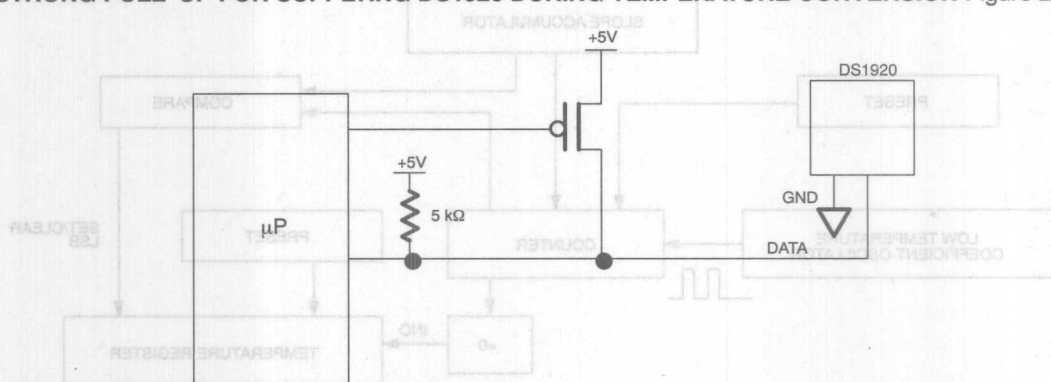 STRONG PULL-UP FOR SUPPLYING DS1920 DURING TEMPERATURE CONVERSION Figure 2
SLOPE ACCUMULATOR
+5V
DS1920
COMPARE
PRESET
+5V
5 kΩ
GND
SET/CLEAR
LSB
μP
PRESET
COUNTER
DATA
LOW TEMPERATURE
COEFFICIENT OSCILLATOR
INC
=0
TEMPERATURE REGISTER